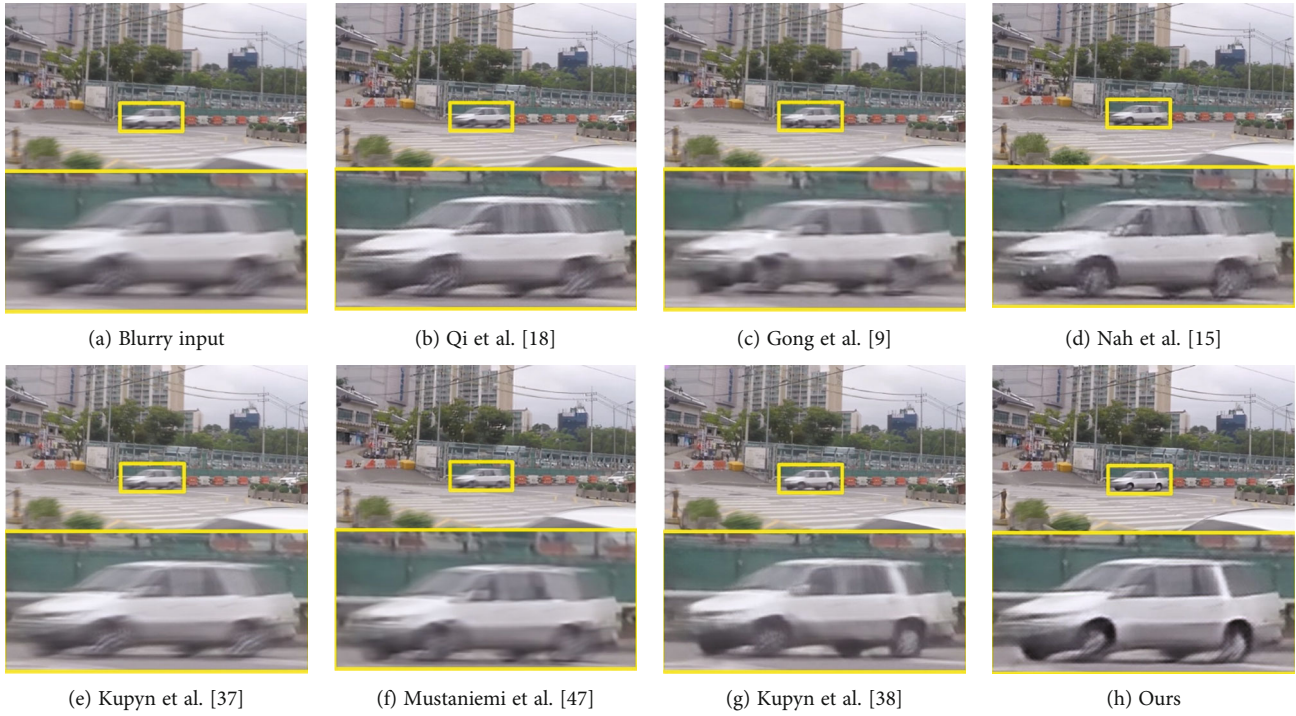 (a) Blurry input
(b) Qi et al. [18]
(c) Gong et al. [9]
(d) Nah et al. [15]
(e) Kupyn et al. [37]
(f) Mustaniemi et al. [47]
(g) Kupyn et al. [38]
(h) Ours